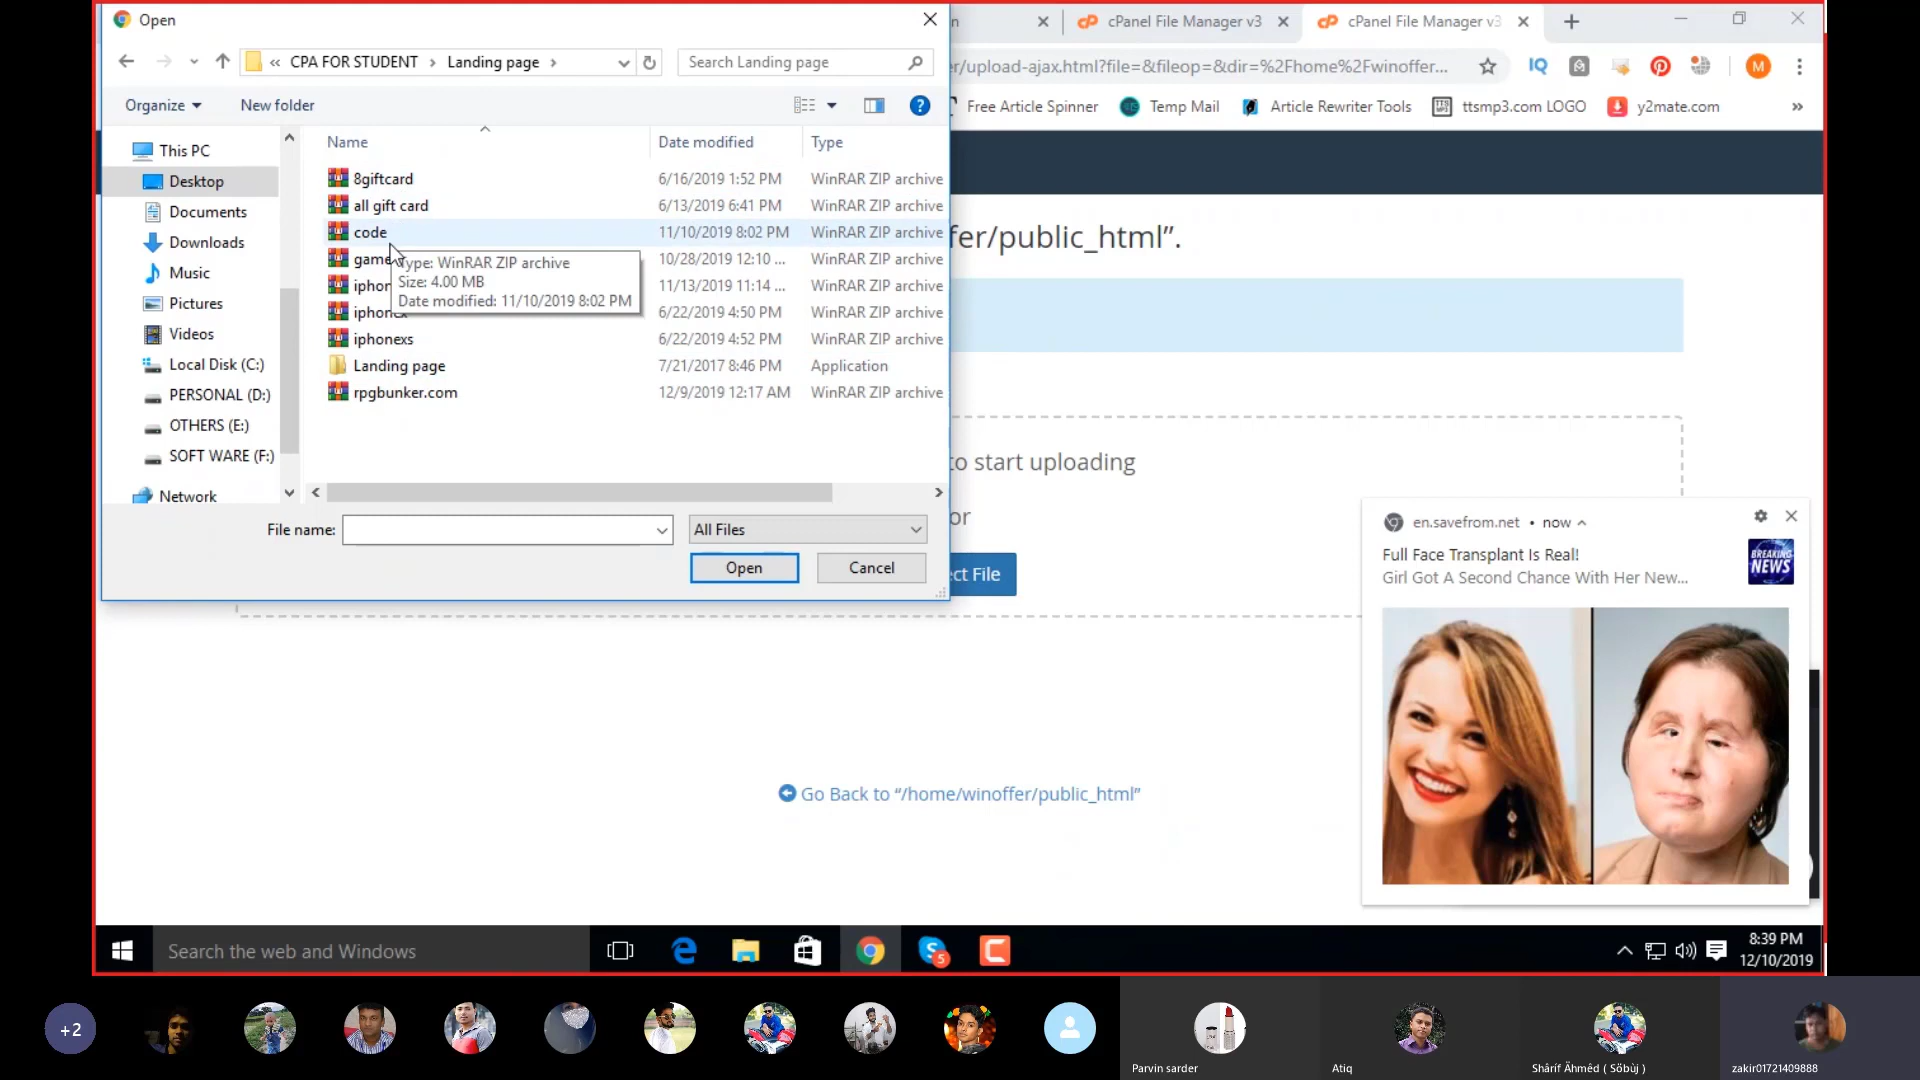 Open
n
cPanel File Manager v3
cPanel File Manager v3
« CPA FOR STUDENT › Landing page ›
Search Landing page
er/upload-ajax.html?file=&fileop=&dir=%2Fhome%2Fwinoffer...
IQ
M
Organize
New folder
Free Article Spinner
Temp Mail
Article Rewriter Tools
ttsmp3.com LOGO
y2mate.com
»
This PC
Desktop
Documents
Downloads
Music
Pictures
Videos
Local Disk (C:)
PERSONAL (D:)
OTHERS (E:)
SOFT WARE (F:)
Network
Name Date modified Type
8giftcard 6/16/2019 1:52 PM WinRAR ZIP archive
all gift card 6/13/2019 6:41 PM WinRAR ZIP archive
code 11/10/2019 8:02 PM WinRAR ZIP archive
game 10/28/2019 12:10 ... WinRAR ZIP archive
iphon 11/13/2019 11:14 ... WinRAR ZIP archive
iphonex 6/22/2019 4:50 PM WinRAR ZIP archive
iphonexs 6/22/2019 4:52 PM WinRAR ZIP archive
Landing page 7/21/2017 8:46 PM Application
rpgbunker.com 12/9/2019 12:17 AM WinRAR ZIP archive
Type: WinRAR ZIP archive
Size: 4.00 MB
Date modified: 11/10/2019 8:02 PM
File name:
All Files
Open
Cancel
fer/public_html”.
to start uploading
or
ct File
Go Back to “/home/winoffer/public_html”
en.savefrom.net • now
Full Face Transplant Is Real!
Girl Got A Second Chance With Her New...
BREAKING
NEWS
Search the web and Windows
5
8:39 PM
12/10/2019
+2
Parvin sarder
Atiq
Shâríf Ähmêd ( Söbùj )
zakir01721409888